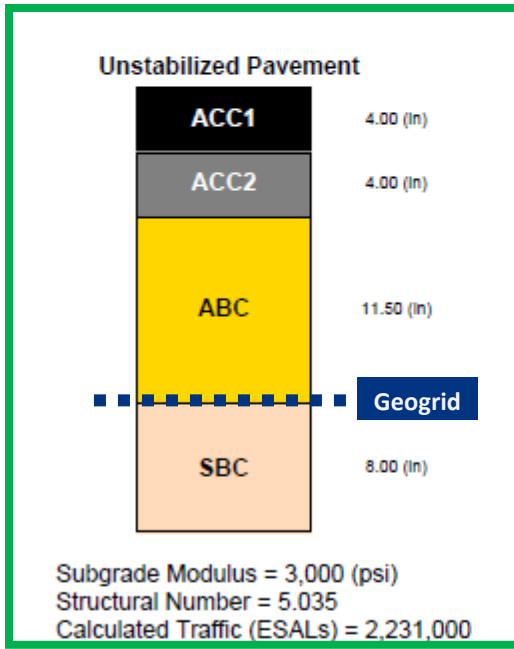 Unstabilized Pavement
ACC1 4.00 (In)
ACC2 4.00 (In)
ABC 11.50 (In)
Geogrid
SBC 8.00 (In)
Subgrade Modulus = 3,000 (psi)
Structural Number = 5.035
Calculated Traffic (ESALs) = 2,231,000